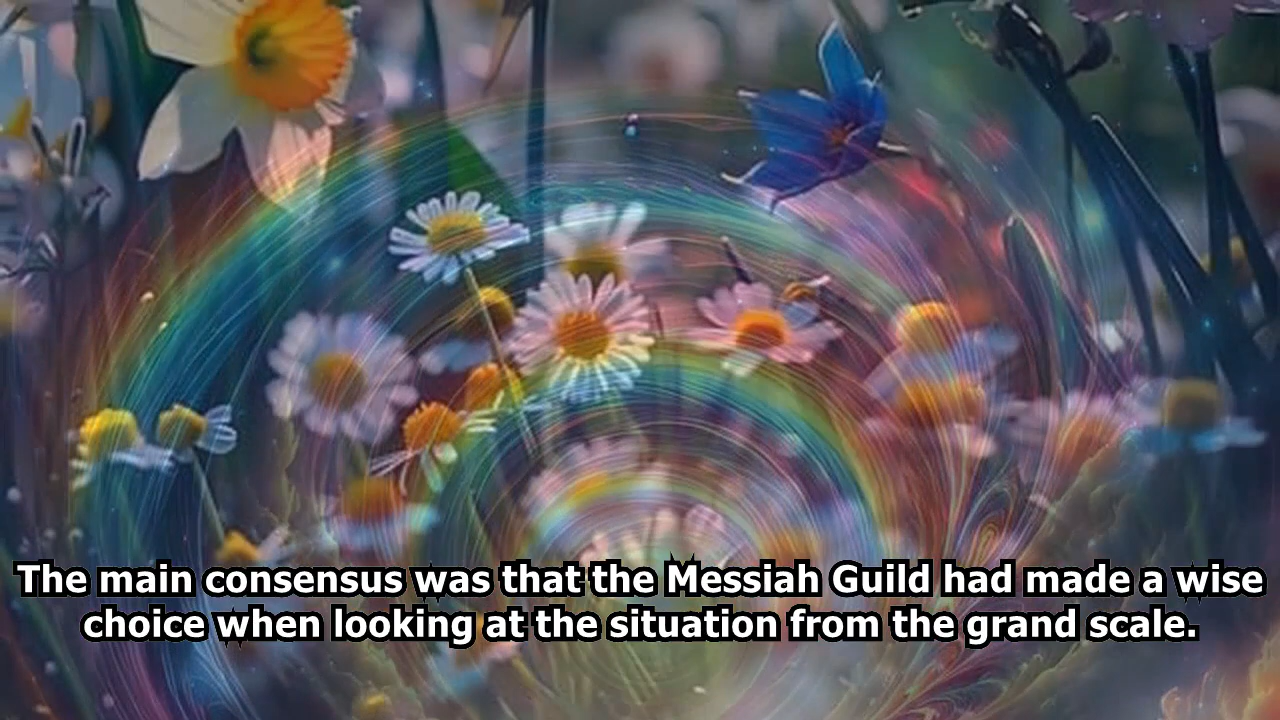 The main consensus was that the Messiah Guild had made a wise
choice when looking at the situation from the grand scale.